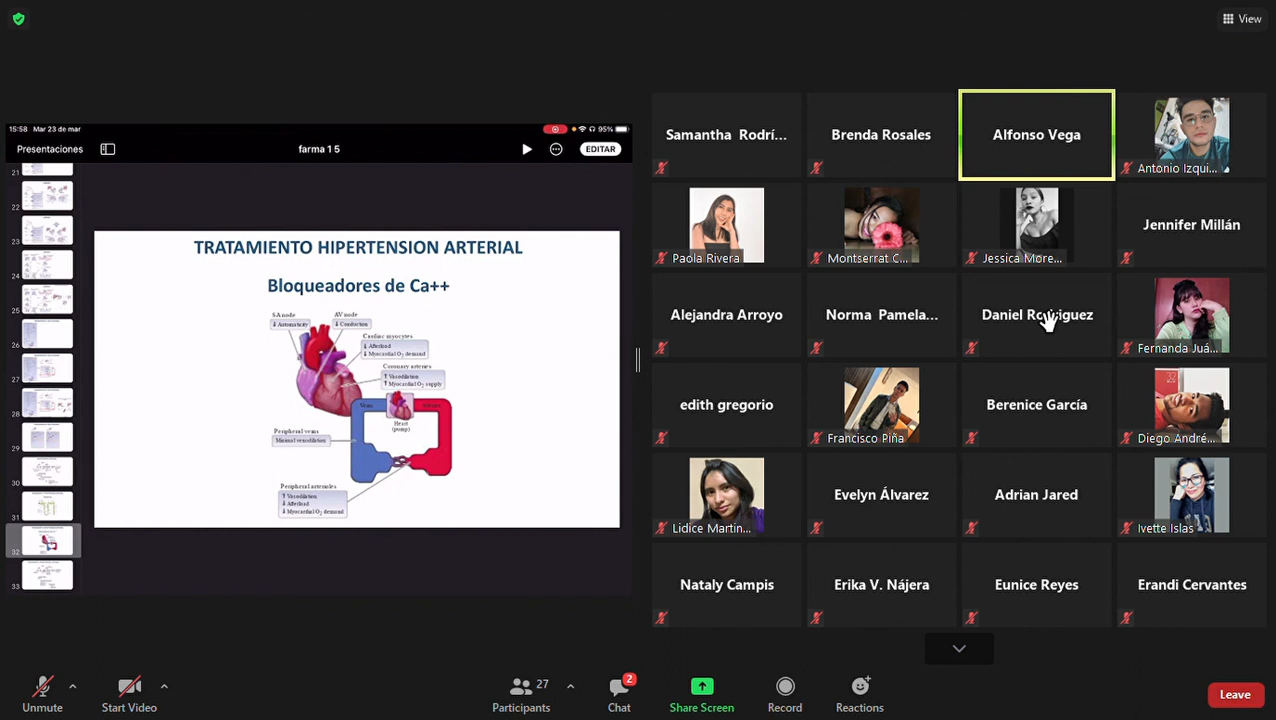 View
15:58 Mar 23 de mar
95%
Presentaciones
farma 1 5
EDITAR
21
22
23
24
25
26
27
28
29
30
31
32
33
TRATAMIENTO HIPERTENSION ARTERIAL
Bloqueadores de Ca++
SA node
↓ Automaticity
AV node
↓ Conduction
Cardiac myocytes
↓ Afterload
↓ Myocardial O2 demand
Coronary arteries
↑ Vasodilation
↑ Myocardial O2 supply
Heart
(pump)
Peripheral veins
Minimal venodilation
Peripheral arterioles
↑ Vasodilation
↓ Afterload
↓ Myocardial O2 demand
Samantha Rodrí...
Brenda Rosales
Alfonso Vega
Antonio Izqui...
Paola Rivera
Montserrat C...
Jessica More...
Jennifer Millán
Alejandra Arroyo
Norma Pamela...
Daniel Rodriguez
Fernanda Juá...
edith gregorio
Francisco Piña
Berenice García
Diego André...
Lidice Martín...
Evelyn Álvarez
Adrian Jared
Ivette Islas
Nataly Campis
Erika V. Nájera
Eunice Reyes
Erandi Cervantes
Unmute
Start Video
27
Participants
2
Chat
Share Screen
Record
Reactions
Leave